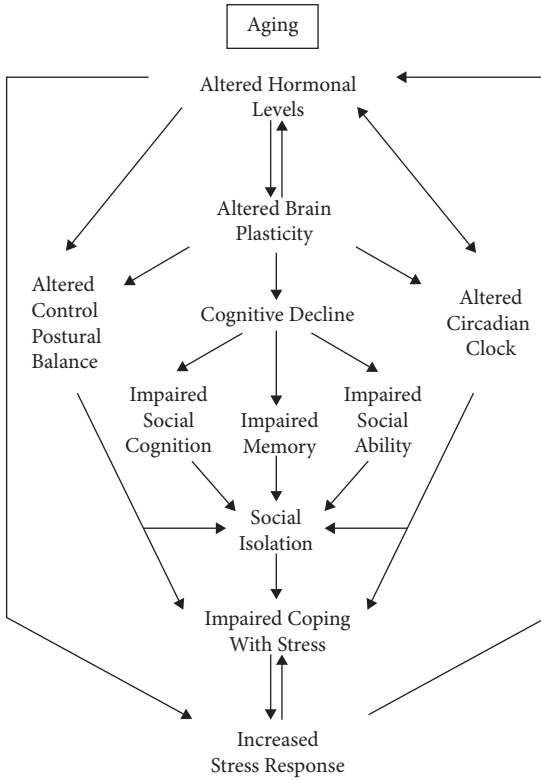 Aging
Altered Hormonal
Levels
Altered Brain
Plasticity
Altered
Control
Postural
Balance
Cognitive Decline
Altered
Circadian
Clock
Impaired
Social
Cognition
Impaired
Memory
Impaired
Social
Ability
Social
Isolation
Impaired Coping
With Stress
Increased
Stress Response